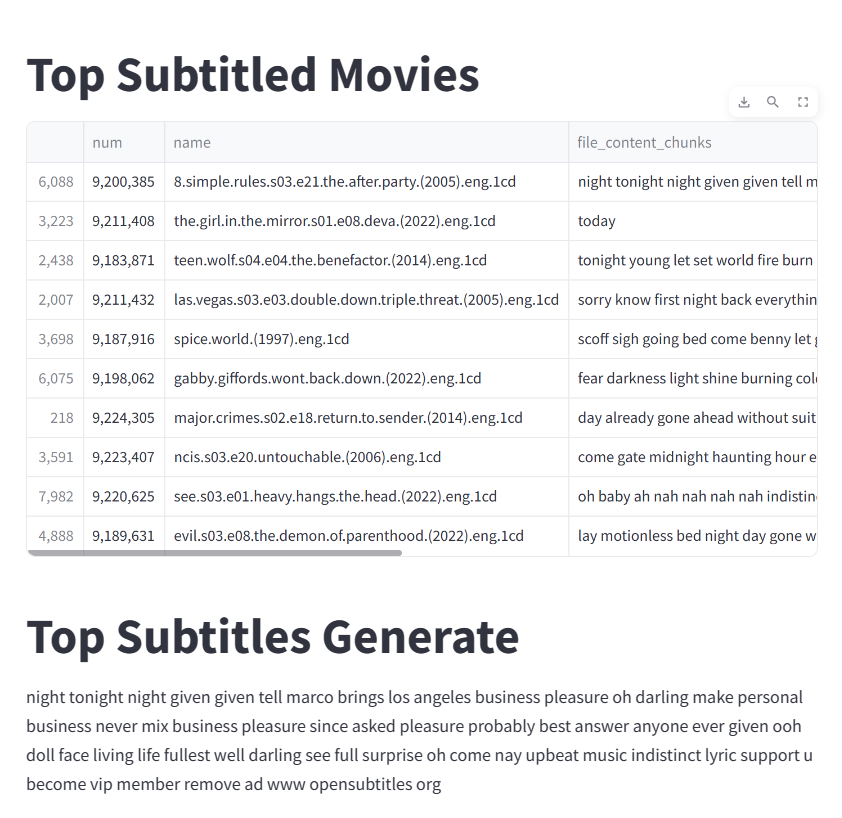 Top Subtitled Movies
num name file_content_chunks
6,088 9,200,385 8.simple.rules.s03.e21.the.after.party.(2005).eng.1cd night tonight night given given tell m
3,223 9,211,408 the.girl.in.the.mirror.s01.e08.deva.(2022).eng.1cd today
2,438 9,183,871 teen.wolf.s04.e04.the.benefactor.(2014).eng.1cd tonight young let set world fire burn
2,007 9,211,432 las.vegas.s03.e03.double.down.triple.threat.(2005).eng.1cd sorry know first night back everythin
3,698 9,187,916 spice.world.(1997).eng.1cd scoff sigh going bed come benny let g
6,075 9,198,062 gabby.giffords.wont.back.down.(2022).eng.1cd fear darkness light shine burning col
218 9,224,305 major.crimes.s02.e18.return.to.sender.(2014).eng.1cd day already gone ahead without suit
3,591 9,223,407 ncis.s03.e20.untouchable.(2006).eng.1cd come gate midnight haunting hour e
7,982 9,220,625 see.s03.e01.heavy.hangs.the.head.(2022).eng.1cd oh baby ah nah nah nah nah indistin
4,888 9,189,631 evil.s03.e08.the.demon.of.parenthood.(2022).eng.1cd lay motionless bed night day gone w
Top Subtitles Generate
night tonight night given given tell marco brings los angeles business pleasure oh darling make personal
business never mix business pleasure since asked pleasure probably best answer anyone ever given ooh
doll face living life fullest well darling see full surprise oh come nay upbeat music indistinct lyric support u
become vip member remove ad www opensubtitles org